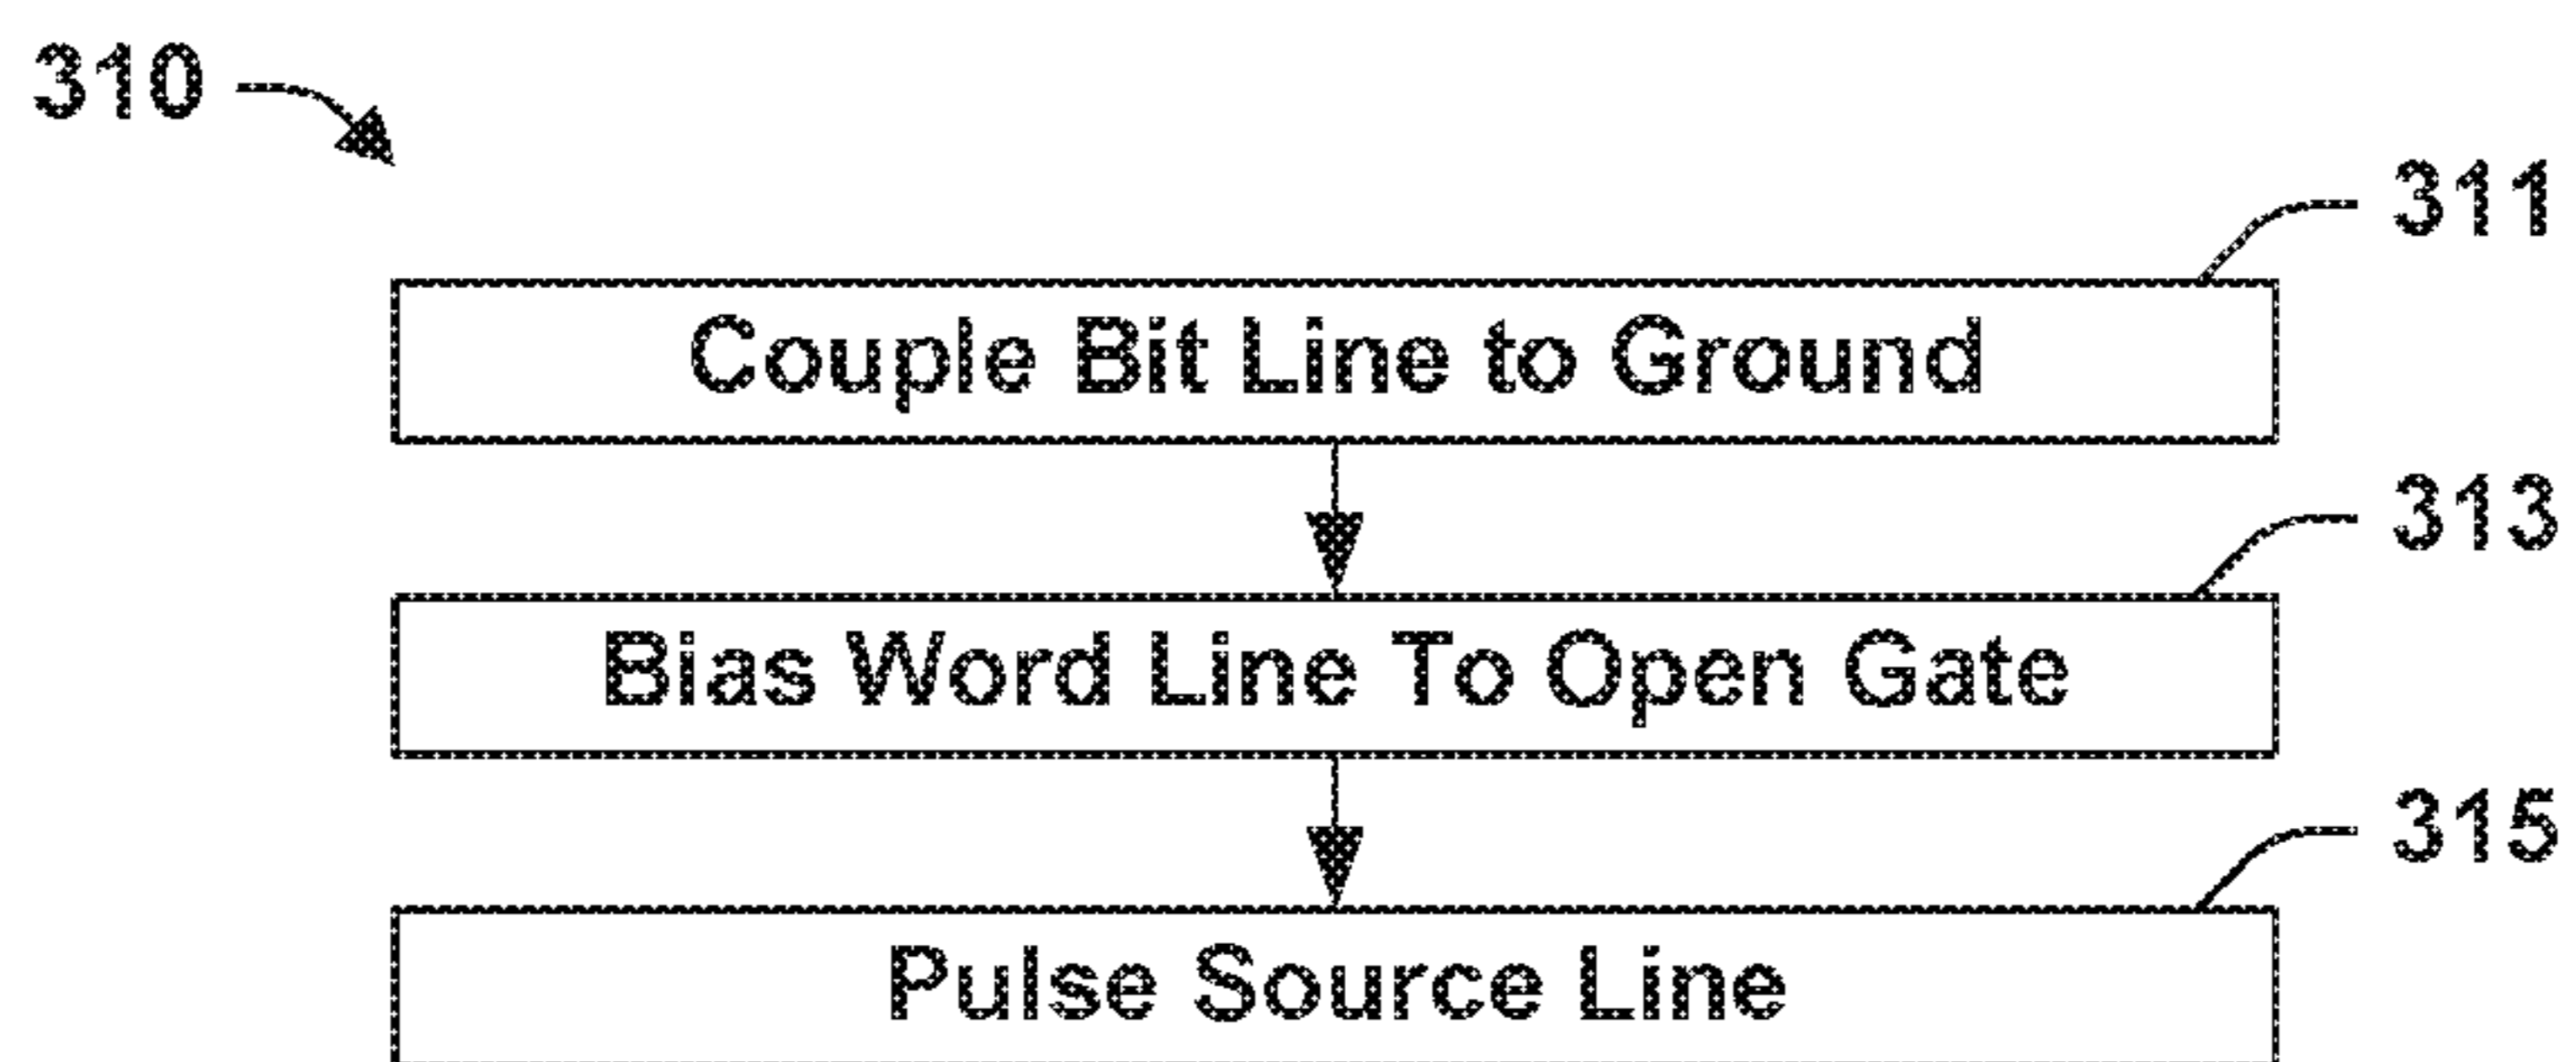 310
311
Couple Bit Line to Ground
313
Bias Word Line To Open Gate
315
Pulse Source Line